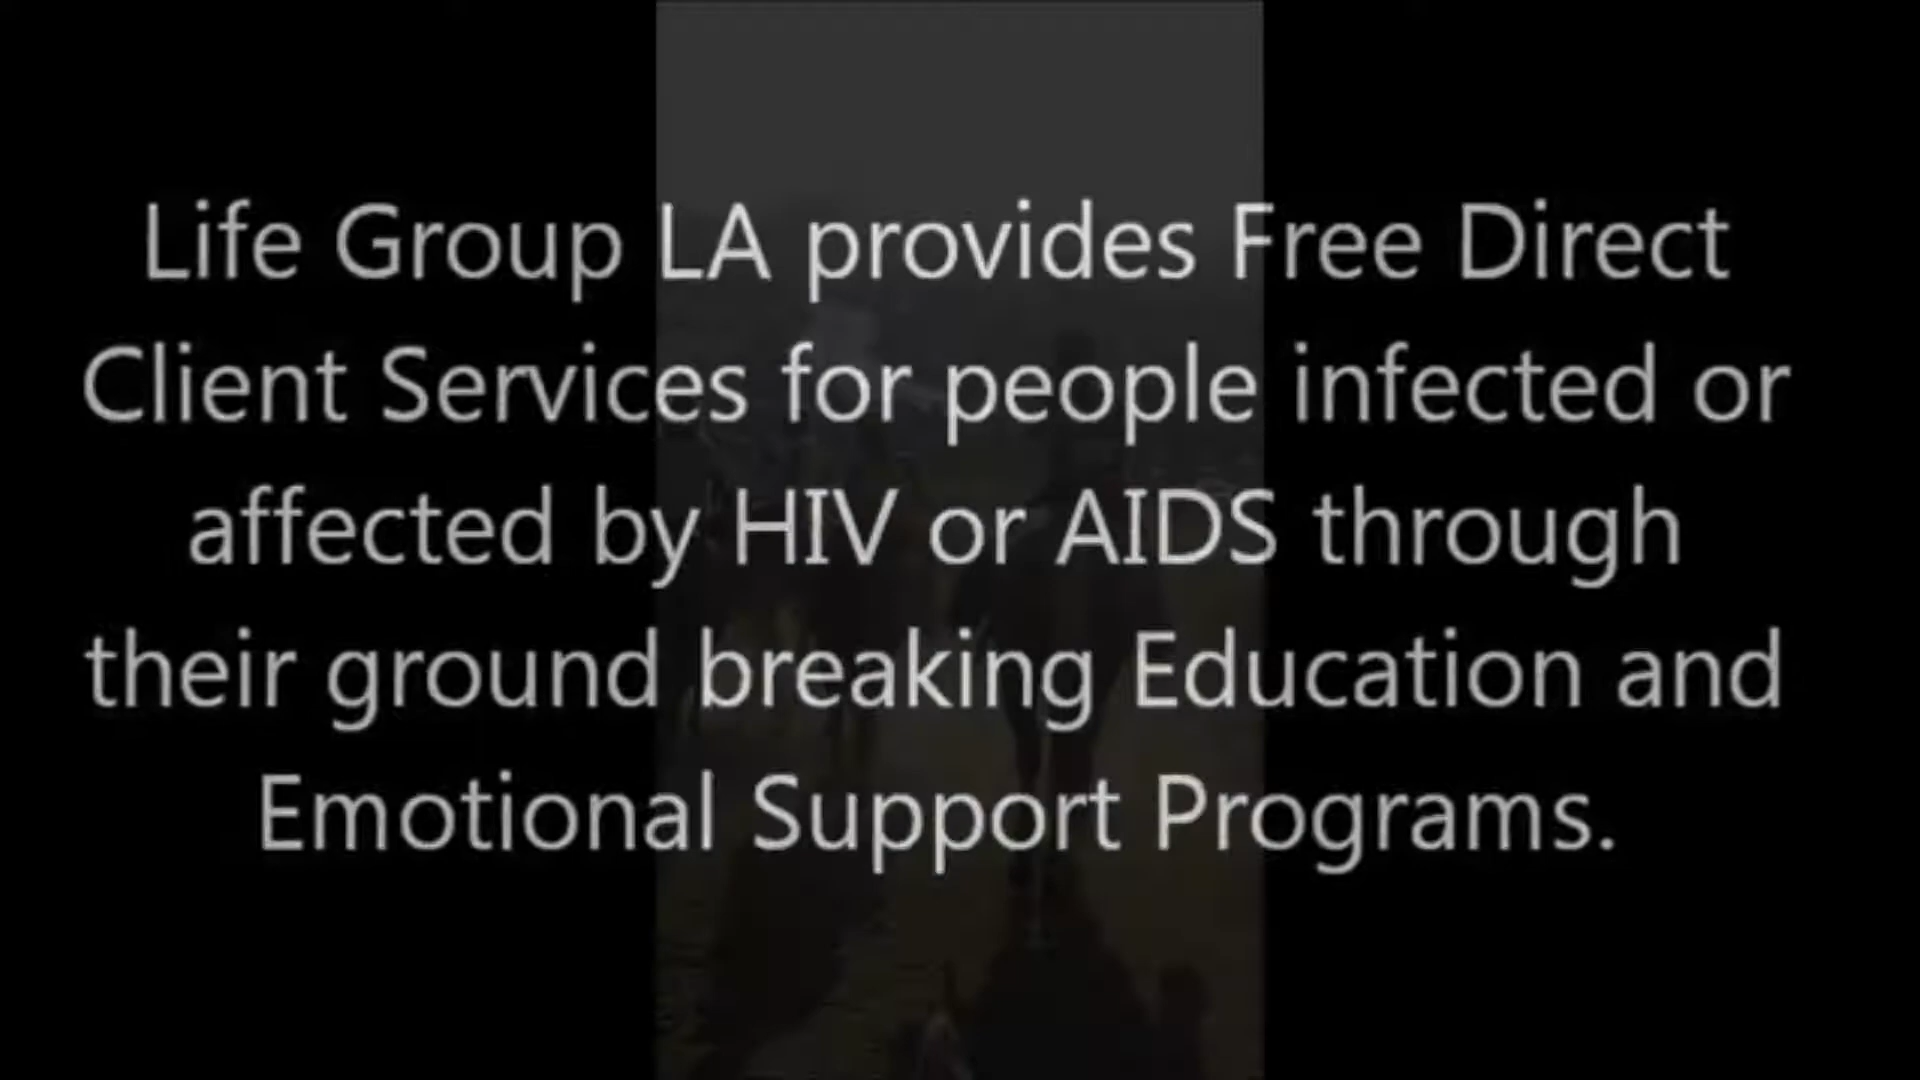 Life Group LA provides Free Direct
Client Services for people infected or
affected by HIV or AIDS through
their ground breaking Education and
Emotional Support Programs.